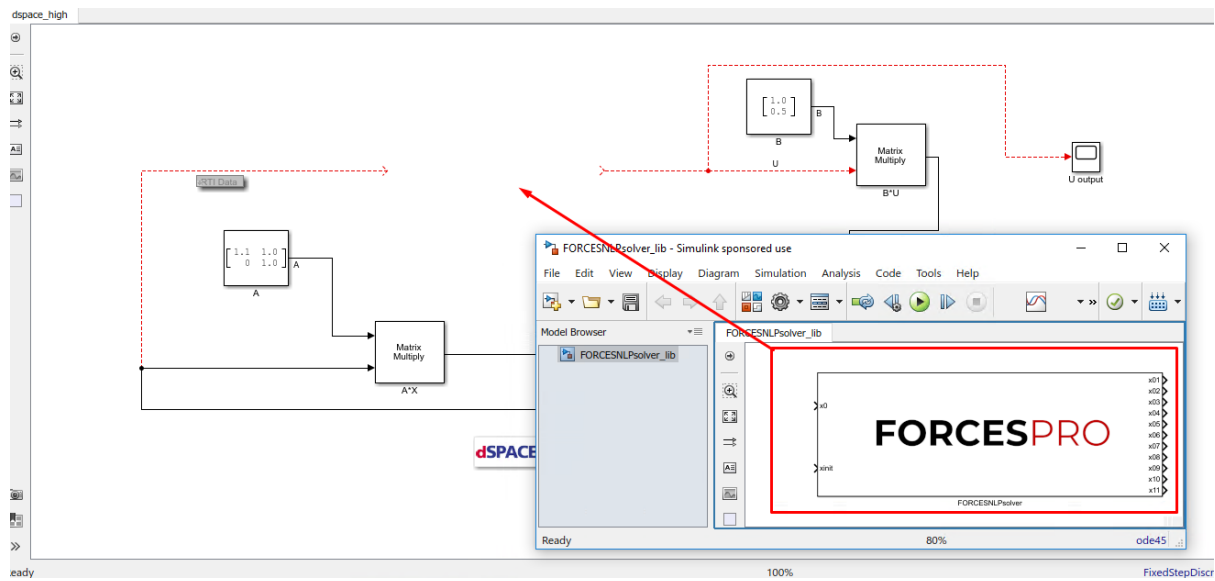 dspace_high
1.0
0.5
B
B
U
Matrix
Multiply
B*U
U output
RTI Data
1.1 1.0
0 1.0
A
A
Matrix
Multiply
A*X
dSPACE
FORCESNLPsolver_lib - Simulink sponsored use
File Edit View Display Diagram Simulation Analysis Code Tools Help
Model Browser
FORCESNLPsolver_lib
FORCESNLPsolver_lib
x0
xinit
FORCESPRO
x01
x02
x03
x04
x05
x06
x07
x08
x09
x10
x11
FORCESNLPsolver
Ready 80% ode45
eady 100% FixedStepDiscr